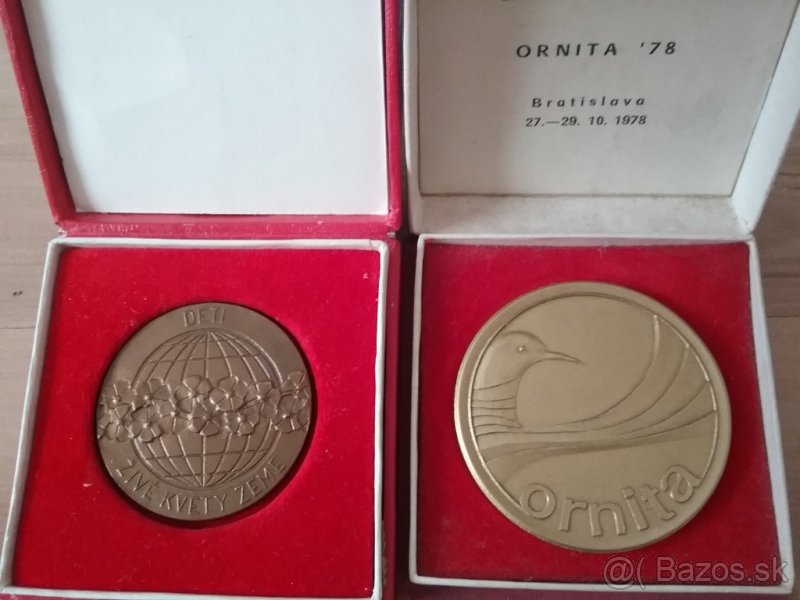 ORNITA '78
Bratislava
27.—29. 10. 1978
DETI
ŽIVÉ KVETY ZEME
ornita
@ Bazos.sk